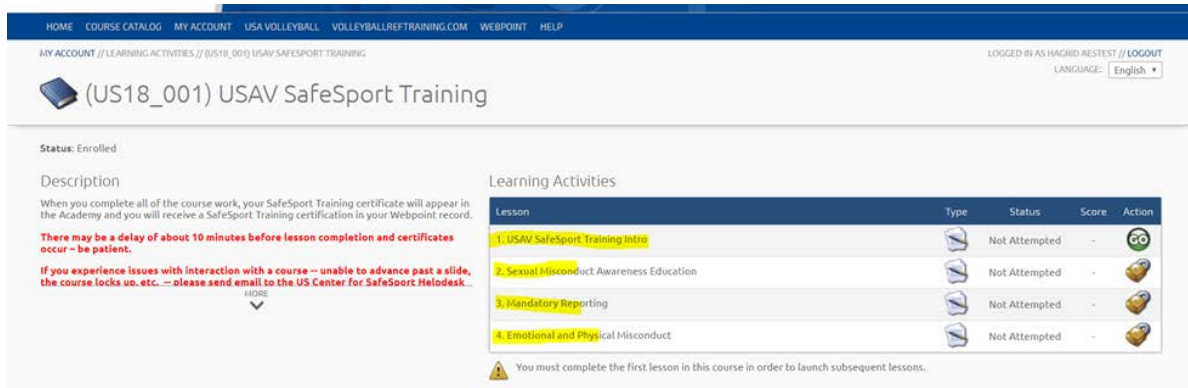 HOME COURSE CATALOG MY ACCOUNT USA VOLLEYBALL VOLLEYBALLREFTRAINING.COM WEBPOINT HELP
MY ACCOUNT // LEARNING ACTIVITIES // (US18_001) USAV SAFESPORT TRAINING
LOGGED IN AS HAGRID AESTEST // LOGOUT
LANGUAGE: English
(US18_001) USAV SafeSport Training
Status: Enrolled
Description
When you complete all of the course work, your SafeSport Training certificate will appear in
the Academy and you will receive a SafeSport Training certification in your Webpoint record.
There may be a delay of about 10 minutes before lesson completion and certificates
occur – be patient.
If you experience issues with interaction with a course -- unable to advance past a slide,
the course locks up, etc. -- please send email to the US Center for SafeSport Helpdesk ...
MORE
Learning Activities
Lesson Type Status Score Action
1. USAV SafeSport Training Intro Not Attempted - GO
2. Sexual Misconduct Awareness Education Not Attempted -
3. Mandatory Reporting Not Attempted -
4. Emotional and Physical Misconduct Not Attempted -
You must complete the first lesson in this course in order to launch subsequent lessons.